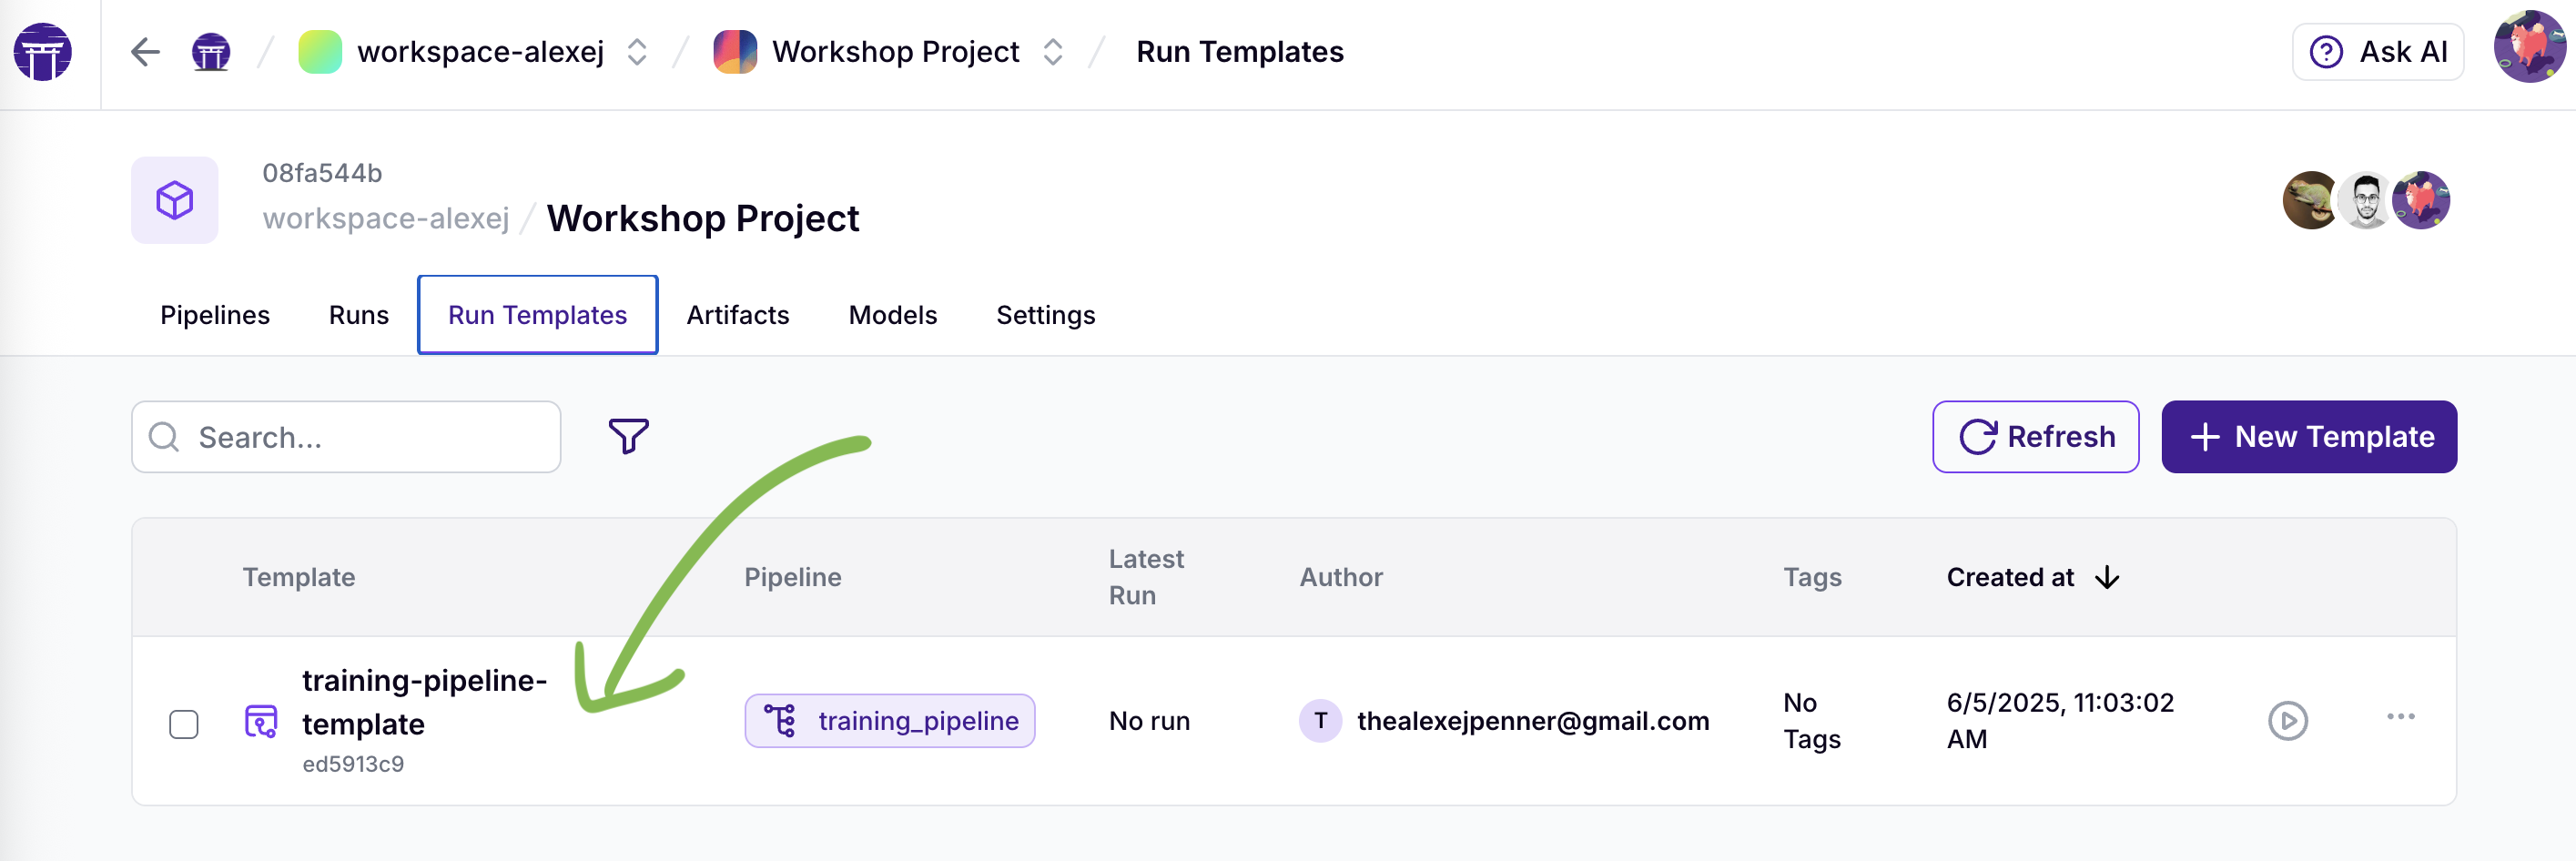 workspace-alexej / Workshop Project / Run Templates
Ask AI
08fa544b
workspace-alexej / Workshop Project
Pipelines Runs Run Templates Artifacts Models Settings
Search...
Refresh
New Template
Template Pipeline Latest Run Author Tags Created at
training-pipeline-
template
ed5913c9
training_pipeline
No run
T thealexejpenner@gmail.com
No
Tags
6/5/2025, 11:03:02
AM